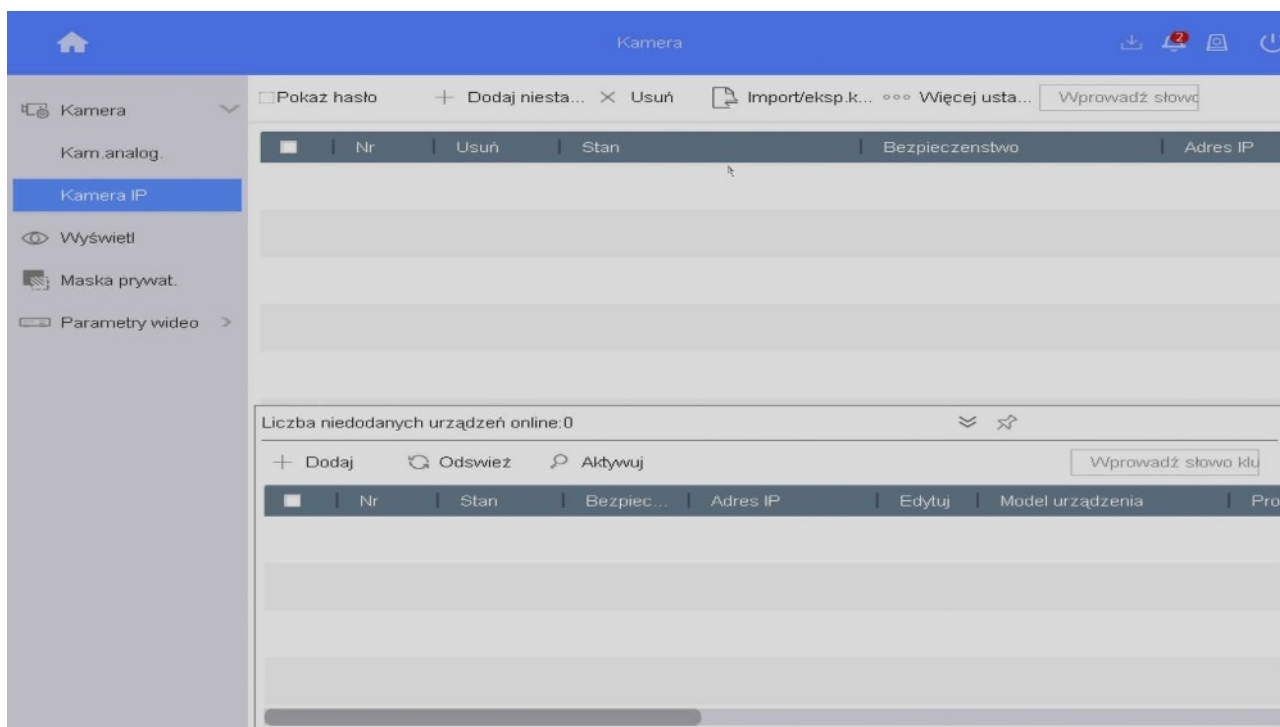 Kamera
2
Kamera
Kam.analog.
Kamera IP
Wyświetl
Maska prywat.
Parametry wideo
Pokaż hasło
Dodaj niesta...
Usuń
Import/eksp.k...
Więcej usta...
Wprowadź słowo
Nr Usuń Stan Bezpieczenstwo Adres IP
Liczba niedodanych urządzeń online:0
Dodaj
Odswież
Aktywuj
Wprowadź słowo klu
Nr Stan Bezpiec... Adres IP Edytuj Model urządzenia Pro